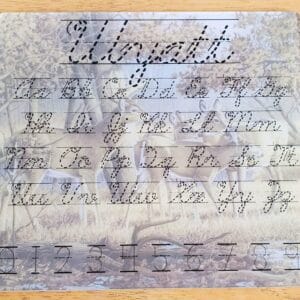 Wyatt
Aa Bb Cc Dd Ee Ff Gg
Hh Ii Jj Kk Ll Mm
Nn Oo Pp Qq Rr Ss Tt
Uu Vv Ww Xx Yy Zz
0 1 2 3 4 5 6 7 8 9